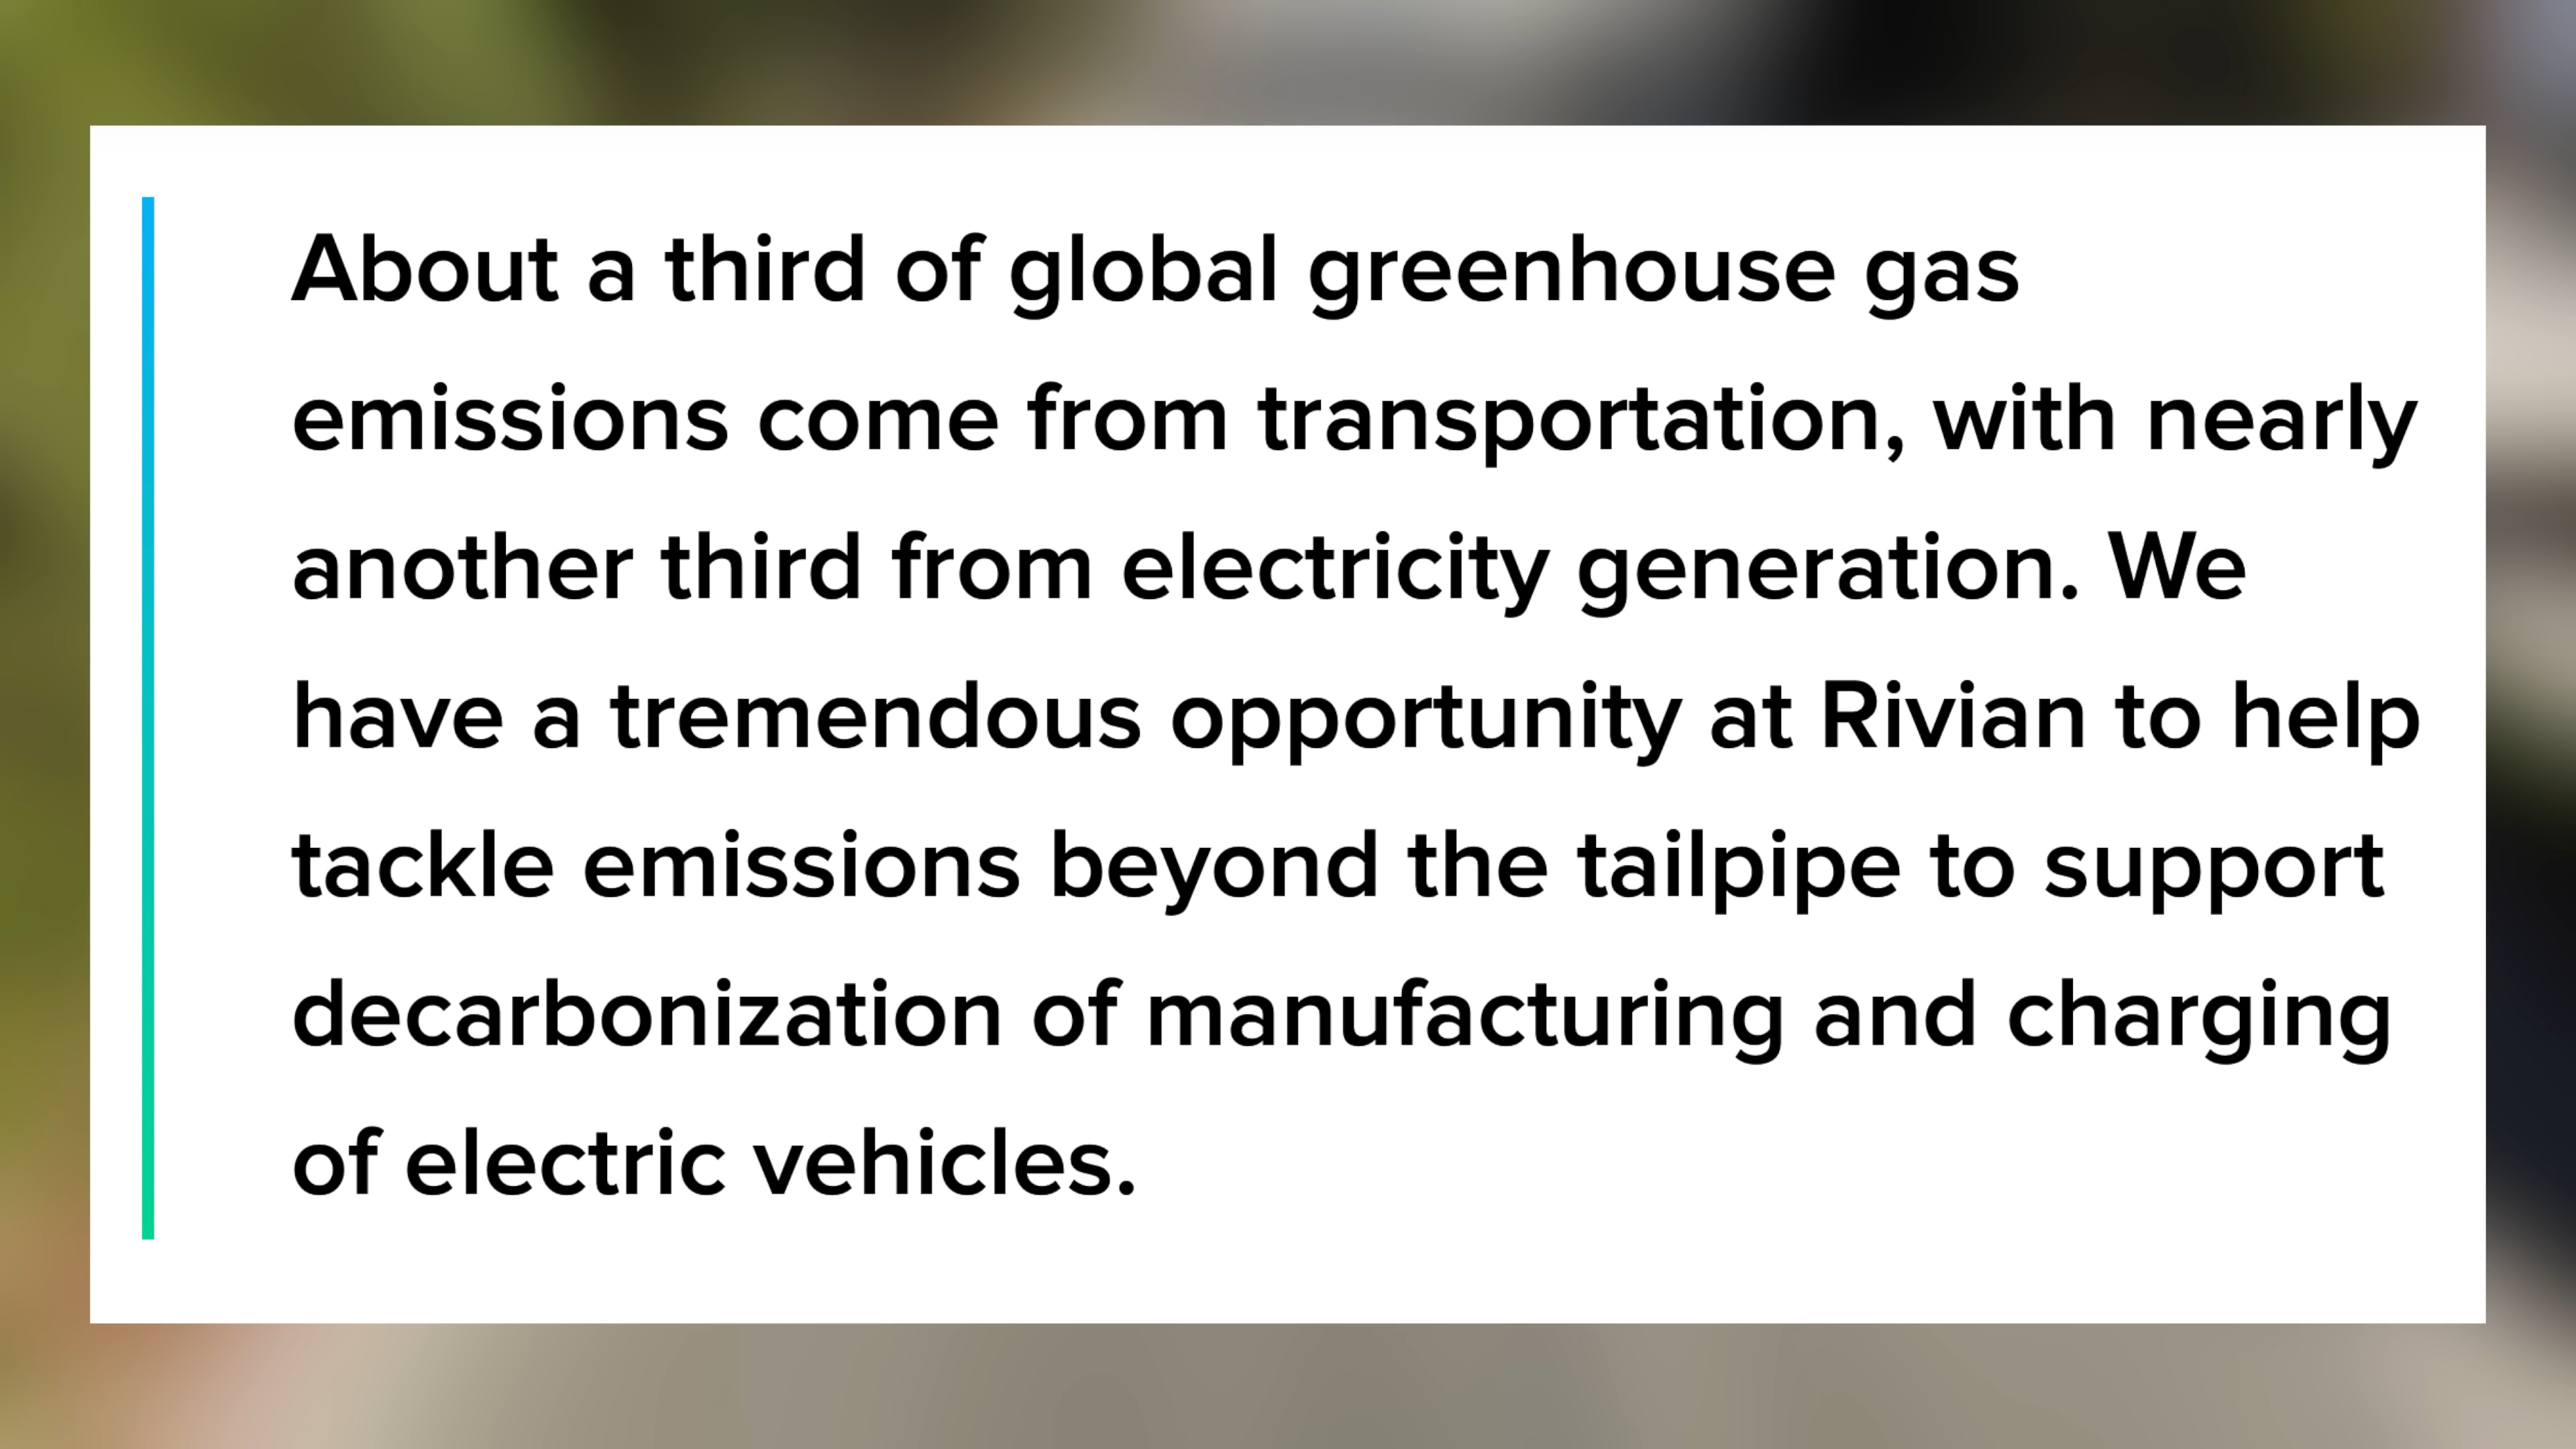 About a third of global greenhouse gas
emissions come from transportation, with nearly
another third from electricity generation. We
have a tremendous opportunity at Rivian to help
tackle emissions beyond the tailpipe to support
decarbonization of manufacturing and charging
of electric vehicles.